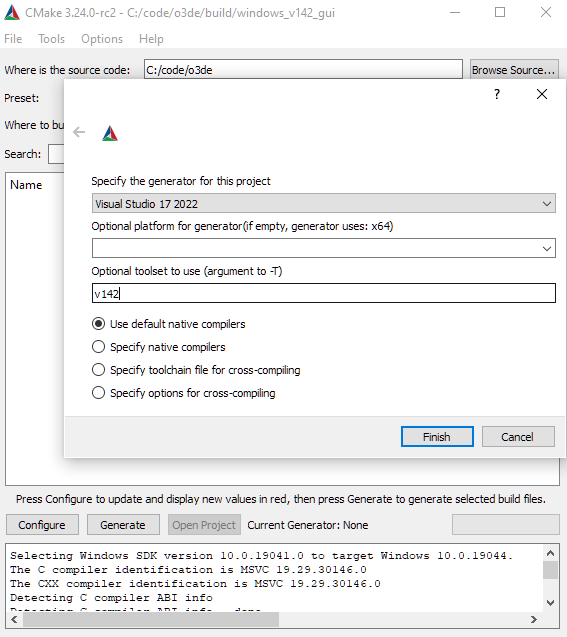 CMake 3.24.0-rc2 - C:/code/o3de/build/windows_v142_gui
File Tools Options Help
Where is the source code: C:/code/o3de Browse Source...
Preset:
?
Where to bu
Search:
Name
Specify the generator for this project
Visual Studio 17 2022
Optional platform for generator(if empty, generator uses: x64)
Optional toolset to use (argument to -T)
v142
Use default native compilers
Specify native compilers
Specify toolchain file for cross-compiling
Specify options for cross-compiling
Finish Cancel
Press Configure to update and display new values in red, then press Generate to generate selected build files.
Configure Generate Open Project Current Generator: None
Selecting Windows SDK version 10.0.19041.0 to target Windows 10.0.19044.
The C compiler identification is MSVC 19.29.30146.0
The CXX compiler identification is MSVC 19.29.30146.0
Detecting C compiler ABI info
Detecting C compiler ABI info - done